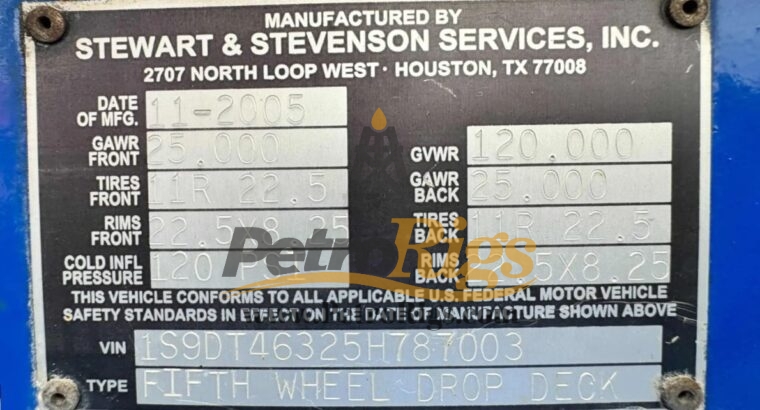 MANUFACTURED BY
STEWART & STEVENSON SERVICES, INC.
2707 NORTH LOOP WEST · HOUSTON, TX 77008
DATE OF MFG. 11-2005
GAWR FRONT 25.000
GVWR 120.000
TIRES FRONT 11R 22.5
GAWR BACK 25.000
RIMS FRONT 22.5X8.25
TIRES BACK 11R 22.5
COLD INFL PRESSURE 120
RIMS BACK 22.5X8.25
PetroRigs
THIS VEHICLE CONFORMS TO ALL APPLICABLE U.S. FEDERAL MOTOR VEHICLE
SAFETY STANDARDS IN EFFECT ON THE DATE OF MANUFACTURE SHOWN ABOVE
VIN 1S9DT46325H787003
TYPE FIFTH WHEEL DROP DECK